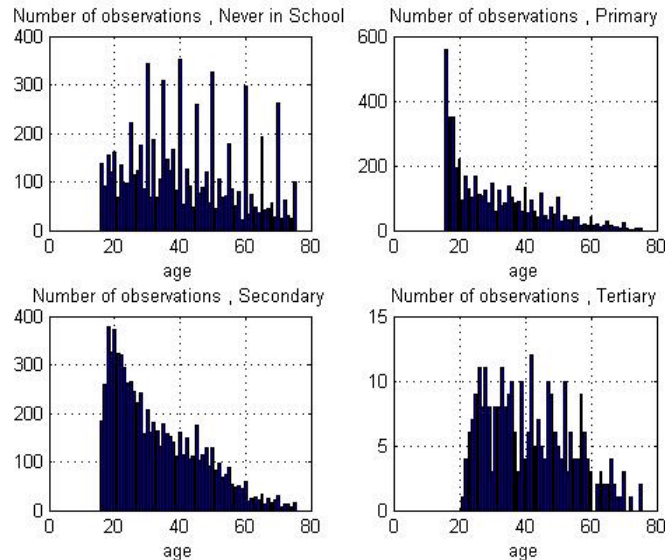 Number of observations , Never in School
400
300
200
100
0
0 20 40 60 80
age
Number of observations , Primary
600
400
200
0
0 20 40 60 80
age
Number of observations , Secondary
400
300
200
100
0
0 20 40 60 80
age
Number of observations , Tertiary
15
10
5
0
0 20 40 60 80
age